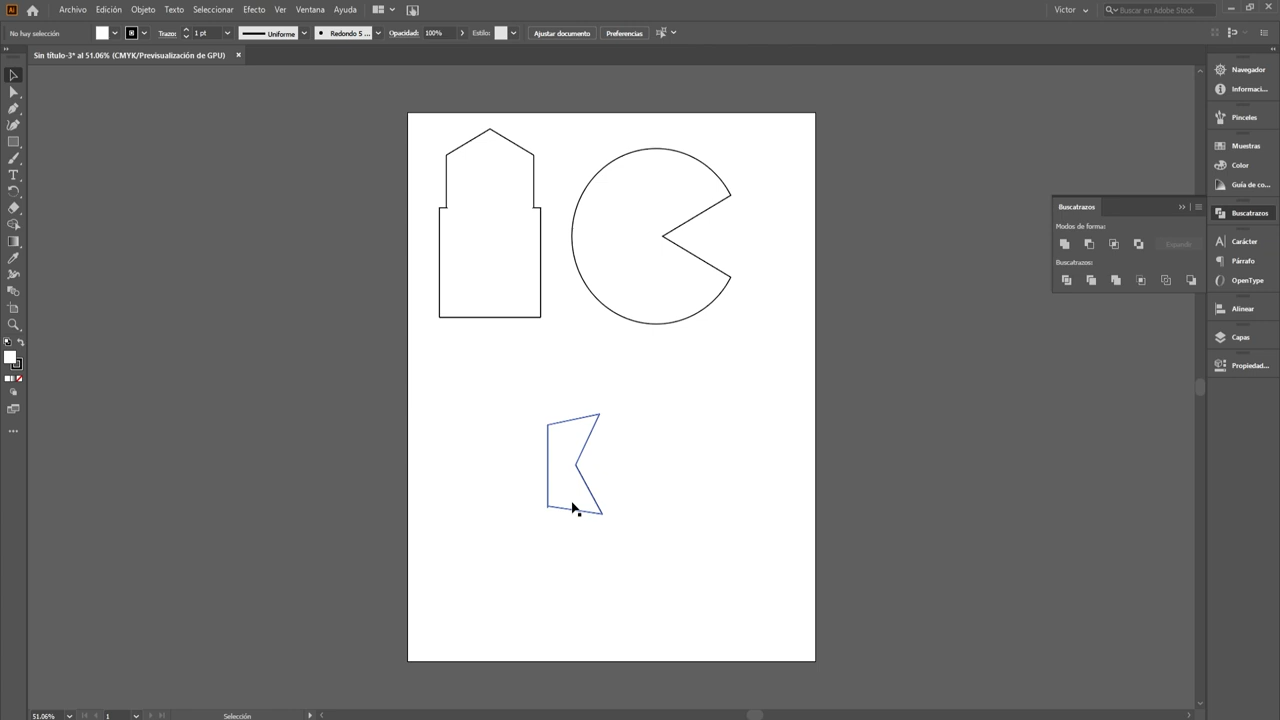 Ai Archivo Edición Objeto Texto Seleccionar Efecto Ver Ventana Ayuda Victor Buscar en Adobe Stock
No hay selección Trazo: 1 pt Uniforme Redondo 5 ... Opacidad: 100% Estilo: Ajustar documento Preferencias
Sin título-3* al 51.06% (CMYK/Previsualización de GPU) ×
Navegador
Informaci...
Pinceles
Muestras
Color
Guía de co...
Buscatrazos
Carácter
Párrafo
OpenType
Alinear
Capas
Propiedad...
Buscatrazos
Modos de forma:
Expandir
Buscatrazos:
51.06% 1 Selección